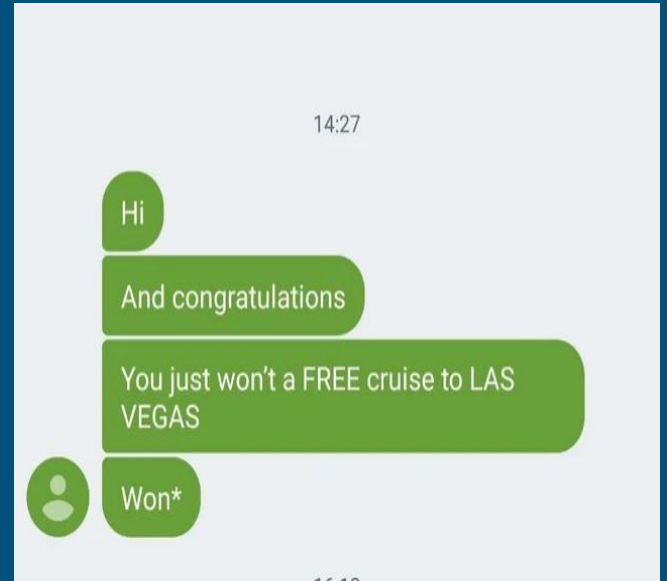 14:27
Hi
And congratulations
You just won’t a FREE cruise to LAS
VEGAS
Won*